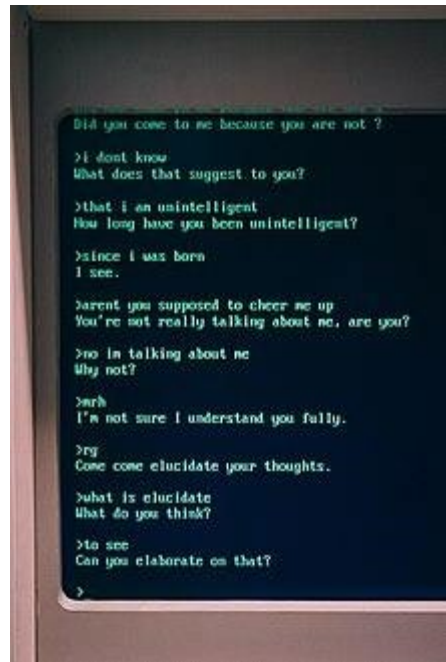 Did you come to me because you are not ?
>i dont know
What does that suggest to you?
>that i am unintelligent
How long have you been unintelligent?
>since i was born
I see.
>arent you supposed to cheer me up
You're not really talking about me, are you?
>no im talking about me
Why not?
>mrh
I'm not sure I understand you fully.
>rg
Come come elucidate your thoughts.
>what is elucidate
What do you think?
>to see
Can you elaborate on that?
>